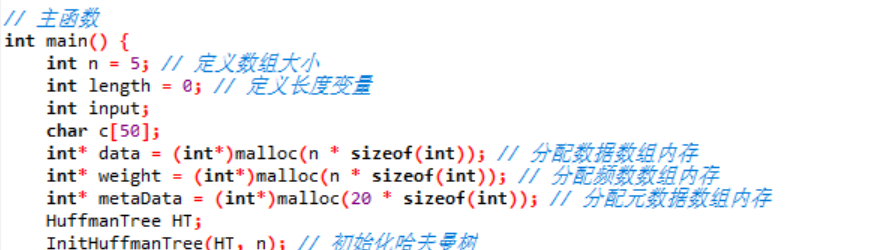 // 主函数
int main() {
    int n = 5; // 定义数组大小
    int length = 0; // 定义长度变量
    int input;
    char c[50];
    int* data = (int*)malloc(n * sizeof(int)); // 分配数据数组内存
    int* weight = (int*)malloc(n * sizeof(int)); // 分配频数数组内存
    int* metaData = (int*)malloc(20 * sizeof(int)); // 分配元数据数组内存
    HuffmanTree HT;
    InitHuffmanTree(HT, n); // 初始化哈夫曼树